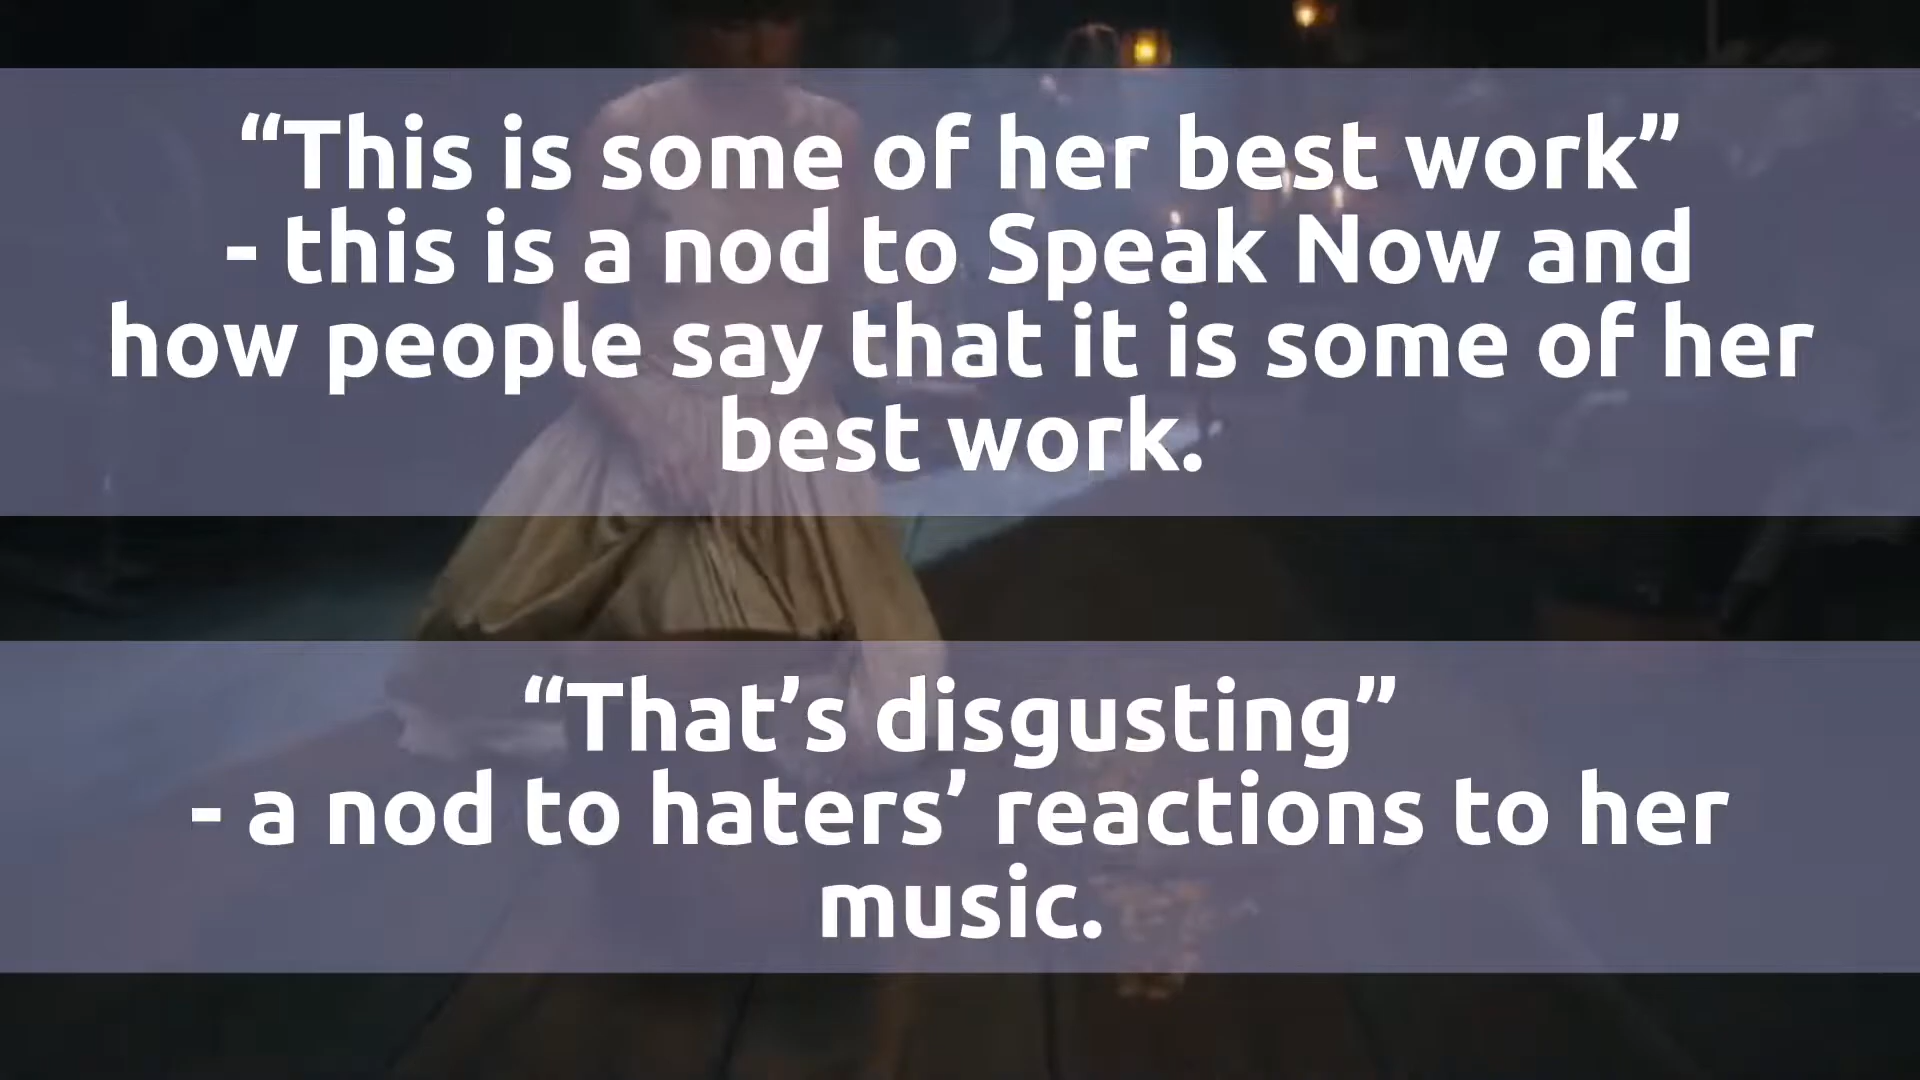 “This is some of her best work”
- this is a nod to Speak Now and
how people say that it is some of her
best work.
“That’s disgusting”
- a nod to haters’ reactions to her
music.